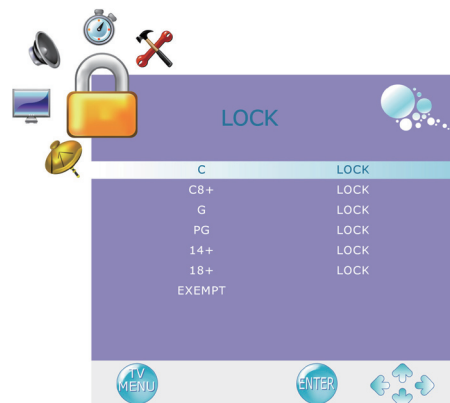 LOCK
C LOCK
C8+ LOCK
G LOCK
PG LOCK
14+ LOCK
18+ LOCK
EXEMPT
TV
MENU
ENTER